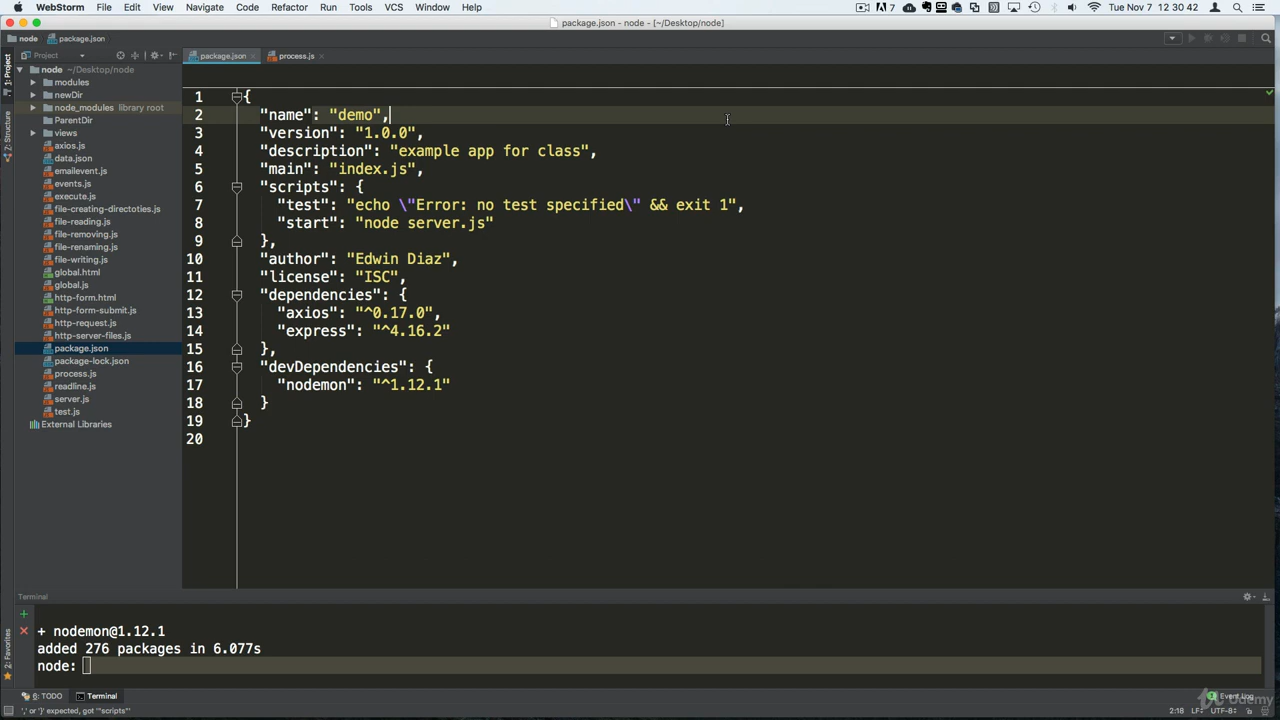 WebStorm File Edit View Navigate Code Refactor Run Tools VCS Window Help 7 Tue Nov 7 12 30 42
package.json - node - [~/Desktop/node]
node package.json
Project package.json process.js
1: Project
7: Structure
2: Favorites
node ~/Desktop/node
modules
newDir
node_modules library root
ParentDir
views
axios.js
data.json
emailevent.js
events.js
execute.js
file-creating-directoties.js
file-reading.js
file-removing.js
file-renaming.js
file-writing.js
global.html
global.js
http-form.html
http-form-submit.js
http-request.js
http-server-files.js
package.json
package-lock.json
process.js
readline.js
server.js
test.js
External Libraries
1 {
2 "name": "demo",
3 "version": "1.0.0",
4 "description": "example app for class",
5 "main": "index.js",
6 "scripts": {
7 "test": "echo \"Error: no test specified\" && exit 1",
8 "start": "node server.js"
9 },
10 "author": "Edwin Diaz",
11 "license": "ISC",
12 "dependencies": {
13 "axios": "^0.17.0",
14 "express": "^4.16.2"
15 },
16 "devDependencies": {
17 "nodemon": "^1.12.1"
18 }
19 }
20
Terminal
+ nodemon@1.12.1
added 276 packages in 6.077s
node:
6: TODO Terminal Event Log
',' or '}' expected, got '"scripts"' 2:18 LF÷ UTF-8÷
Udemy